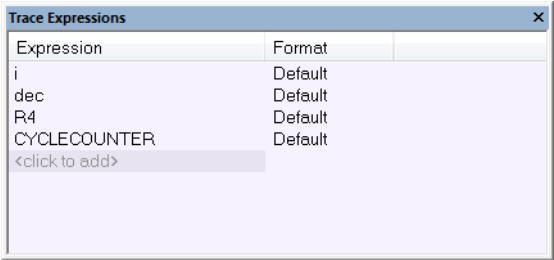 Trace Expressions
Expression Format
i Default
dec Default
R4 Default
CYCLECOUNTER Default
<click to add>